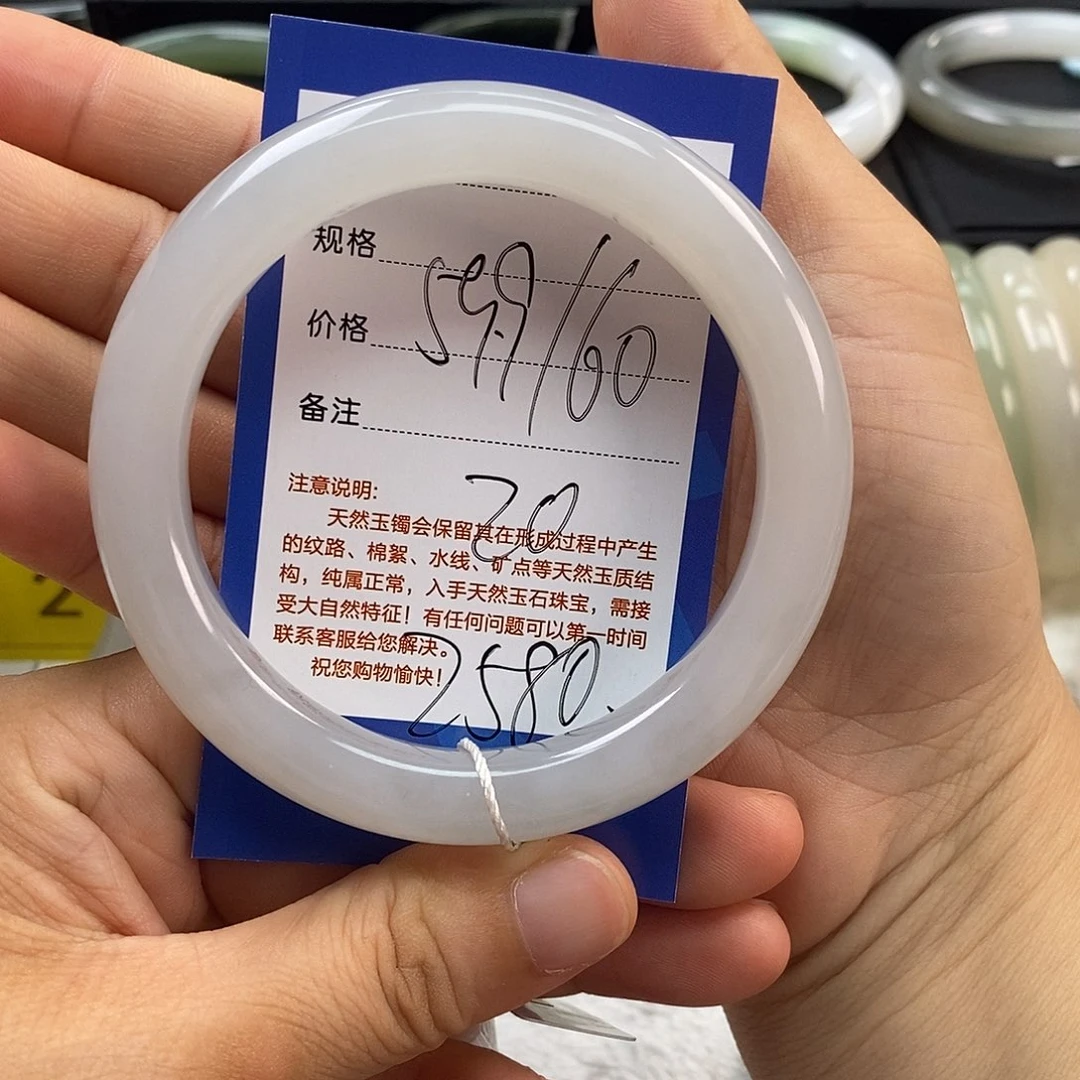 规格
价格
备注
注意说明:
天然玉镯会保留其在形成过程中产生
的纹路、棉絮、水线、矿点等天然玉质结
构，纯属正常，入手天然玉石珠宝，需接
受大自然特征！有任何问题可以第一时间
联系客服给您解决。
祝您购物愉快！
20
2580.
2